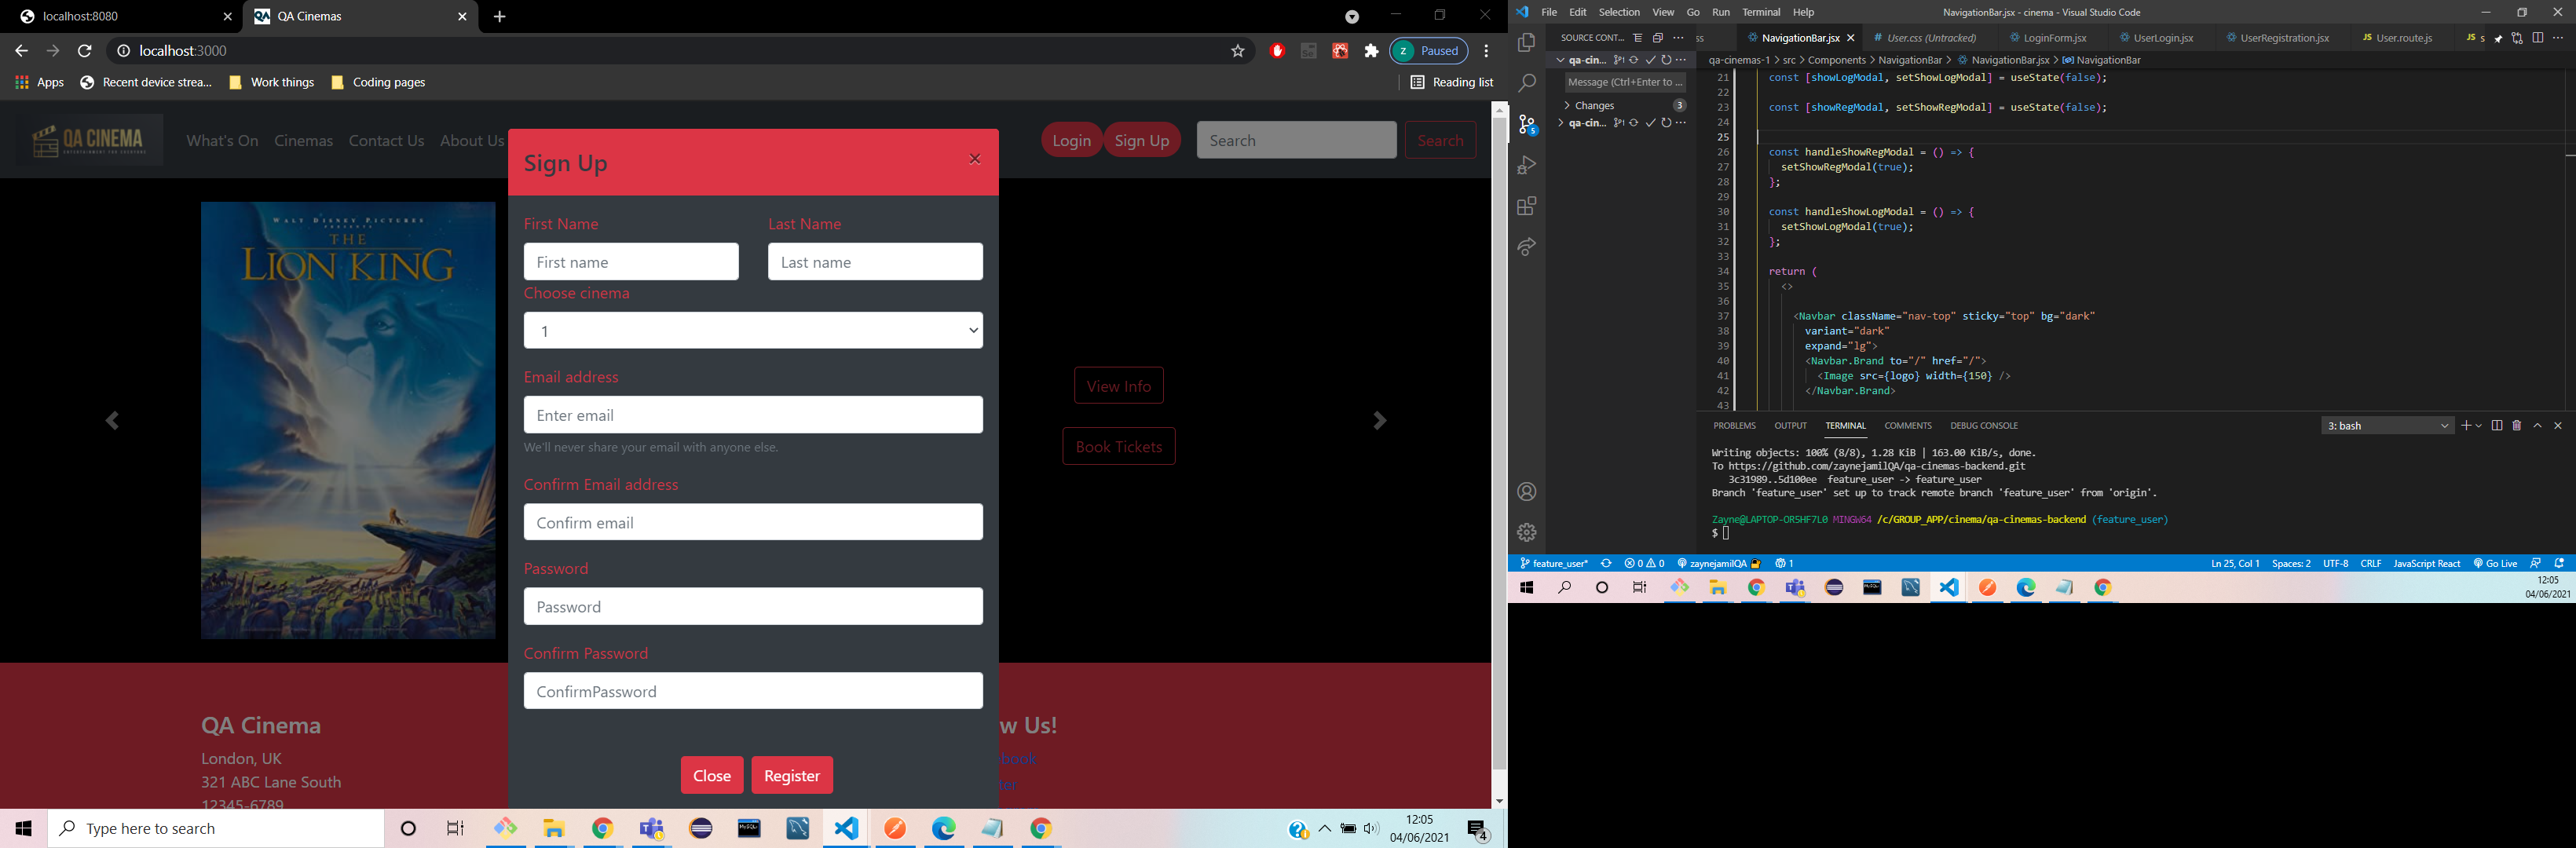 localhost:8080
QA Cinemas
localhost:3000
Paused
Apps
Recent device strea...
Work things
Coding pages
Reading list
QA CINEMA
What's On
Cinemas
Contact Us
About Us
Login
Sign Up
Search
Search
Sign Up
First Name
Last Name
First name
Last name
Choose cinema
1
Email address
Enter email
We'll never share your email with anyone else.
Confirm Email address
Confirm email
Password
Password
Confirm Password
ConfirmPassword
Close
Register
WALT DISNEY PICTURES
PRESENTS
THE
LION KING
View Info
Book Tickets
QA Cinema
London, UK
321 ABC Lane South
12345-6789
w Us!
book
Type here to search
12:05
04/06/2021
4
File Edit Selection View Go Run Terminal Help
NavigationBar.jsx - cinema - Visual Studio Code
SOURCE CONT...
ss
NavigationBar.jsx
User.css (Untracked)
LoginForm.jsx
UserLogin.jsx
UserRegistration.jsx
JS User.route.js
JS s
qa-cin...
Message (Ctrl+Enter to ...
Changes
3
qa-cin...
5
qa-cinemas-1 > src > Components > NavigationBar > NavigationBar.jsx > NavigationBar
21 const [showLogModal, setShowLogModal] = useState(false);
22
23 const [showRegModal, setShowRegModal] = useState(false);
24
25
26 const handleShowRegModal = () => {
27 setShowRegModal(true);
28 };
29
30 const handleShowLogModal = () => {
31 setShowLogModal(true);
32 };
33
34 return (
35 <>
36
37 <Navbar className="nav-top" sticky="top" bg="dark"
38 variant="dark"
39 expand="lg">
40 <Navbar.Brand to="/" href="/">
41 <Image src={logo} width={150} />
42 </Navbar.Brand>
43
PROBLEMS OUTPUT TERMINAL COMMENTS DEBUG CONSOLE
3: bash
Writing objects: 100% (8/8), 1.28 KiB | 163.00 KiB/s, done.
To https://github.com/zaynejamilQA/qa-cinemas-backend.git
3c31989..5d100ee feature_user -> feature_user
Branch 'feature_user' set up to track remote branch 'feature_user' from 'origin'.
Zayne@LAPTOP-OR5HF7L0 MINGW64 /c/GROUP_APP/cinema/qa-cinemas-backend (feature_user)
$
feature_user*
0 0
zaynejamilQA
1
Ln 25, Col 1
Spaces: 2
UTF-8
CRLF
JavaScript React
Go Live
12:05
04/06/2021